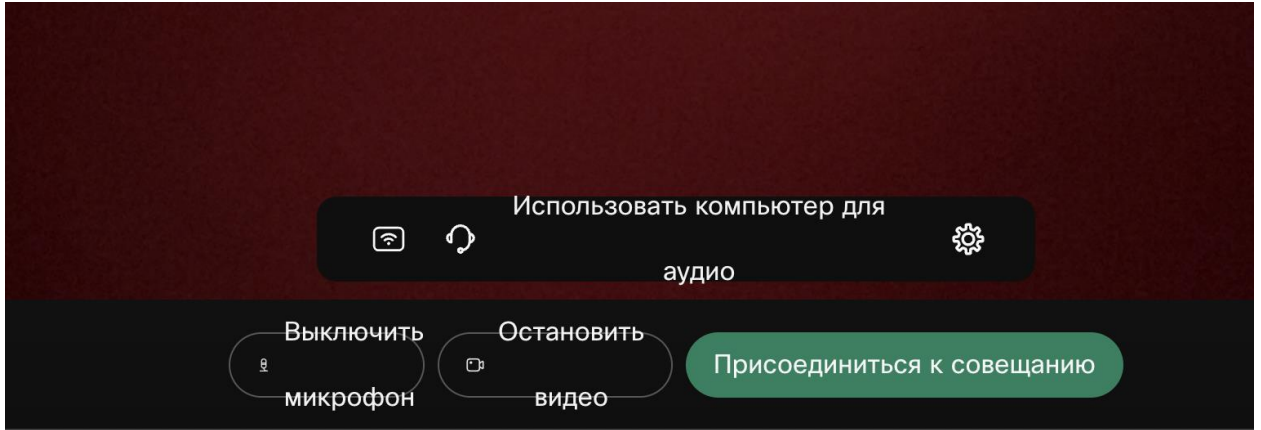 Использовать компьютер для
аудио
Выключить
микрофон
Остановить
видео
Присоединиться к совещанию